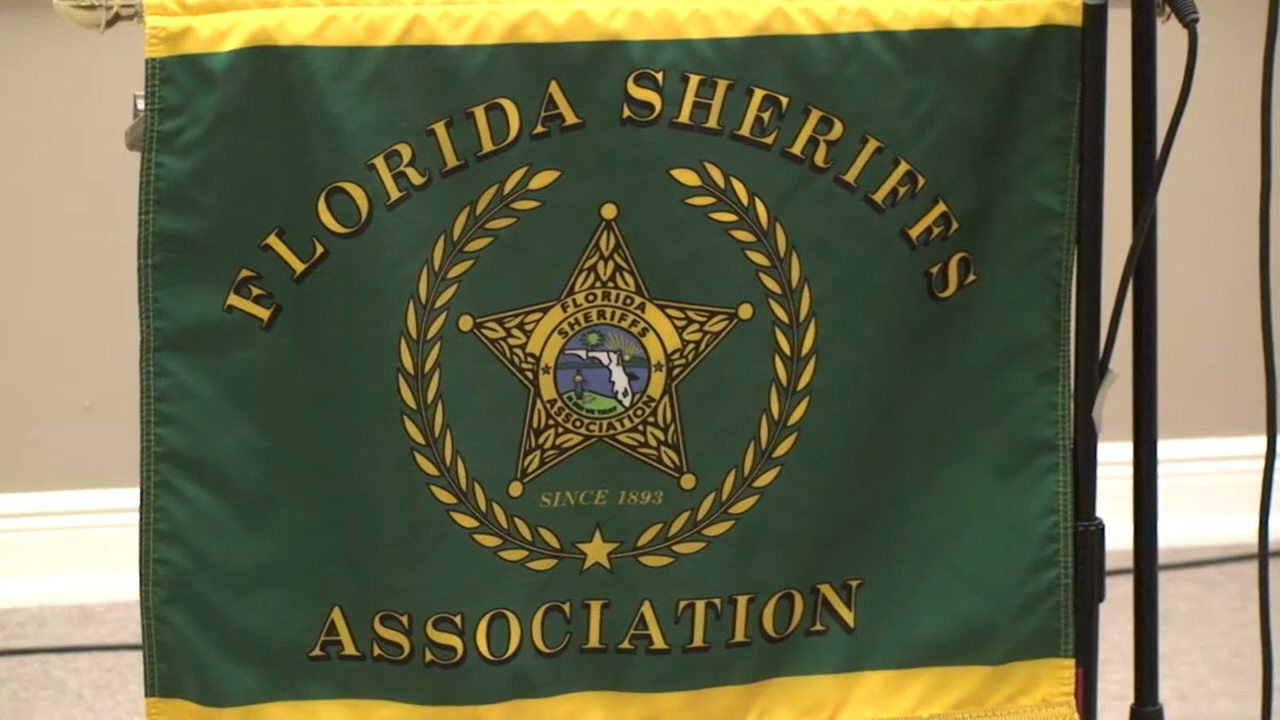 FLORIDA SHERIFFS
FLORIDA
SHERIFFS
ASSOCIATION
SINCE 1893
ASSOCIATION